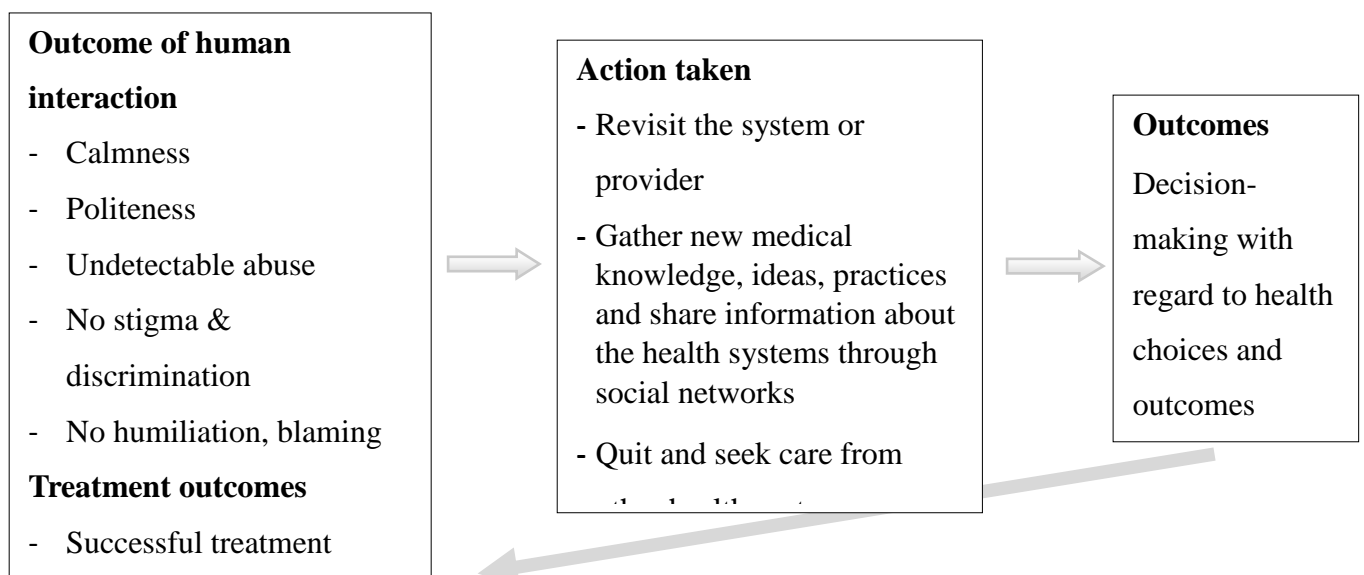 Outcome of human
interaction
- Calmness
- Politeness
- Undetectable abuse
- No stigma &
discrimination
- No humiliation, blaming
Treatment outcomes
- Successful treatment
Action taken
- Revisit the system or
provider
- Gather new medical
knowledge, ideas, practices
and share information about
the health systems through
social networks
- Quit and seek care from
Outcomes
Decision-
making with
regard to health
choices and
outcomes